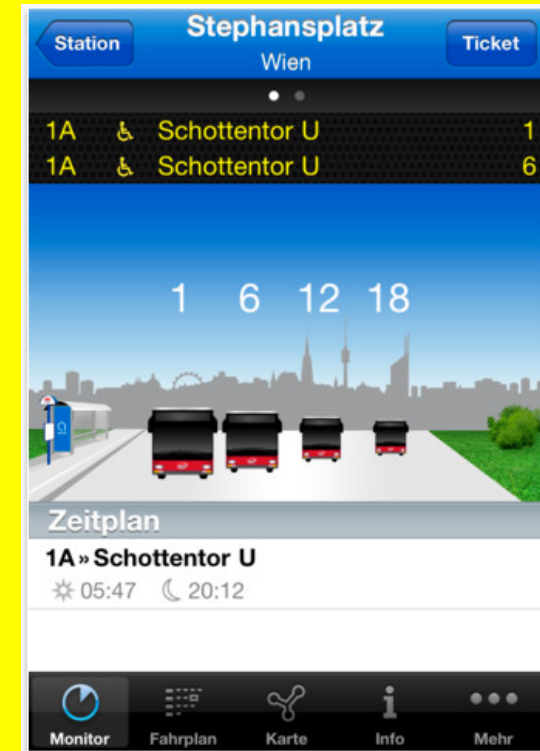 Station
Stephansplatz
Wien
Ticket
1A Schottentor U 1
1A Schottentor U 6
1 6 12 18
Zeitplan
1A » Schottentor U
05:47 20:12
Monitor Fahrplan Karte Info Mehr